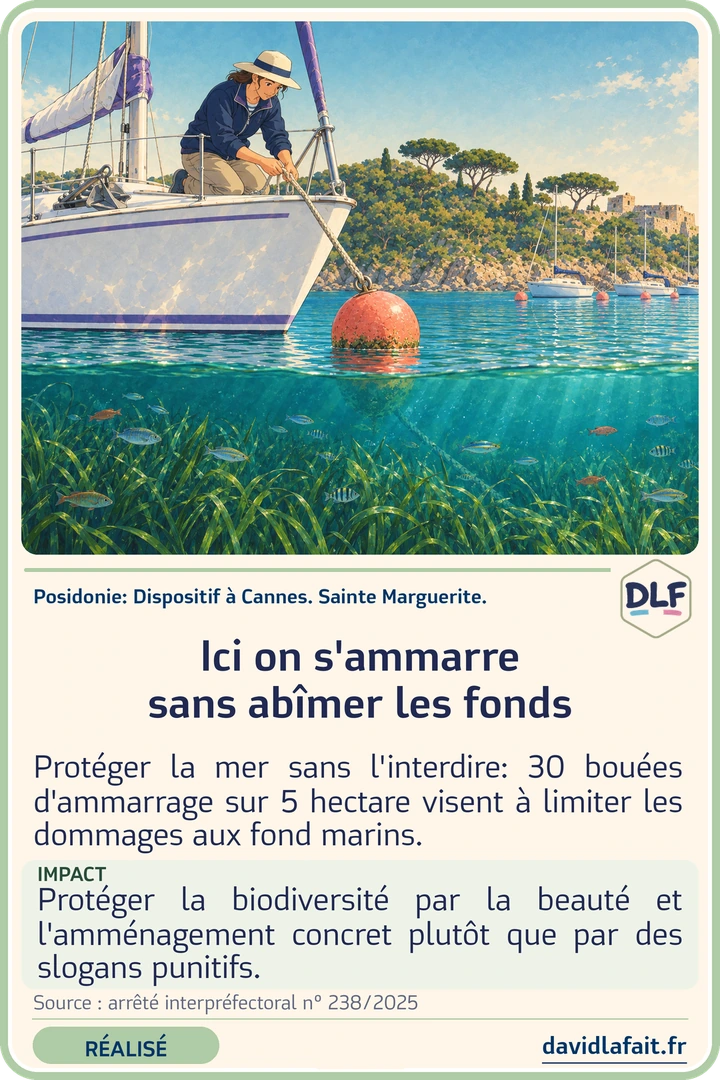 Posidonie: Dispositif à Cannes. Sainte Marguerite.
DLF
Ici on s'ammarre
sans abîmer les fonds
Protéger la mer sans l'interdire: 30 bouées
d'ammarrage sur 5 hectare visent à limiter les
dommages aux fond marins.
IMPACT
Protéger la biodiversité par la beauté et
l'amménagement concret plutôt que par des
slogans punitifs.
Source : arrêté interpréfectoral n° 238/2025
RÉALISÉ
davidlafait.fr